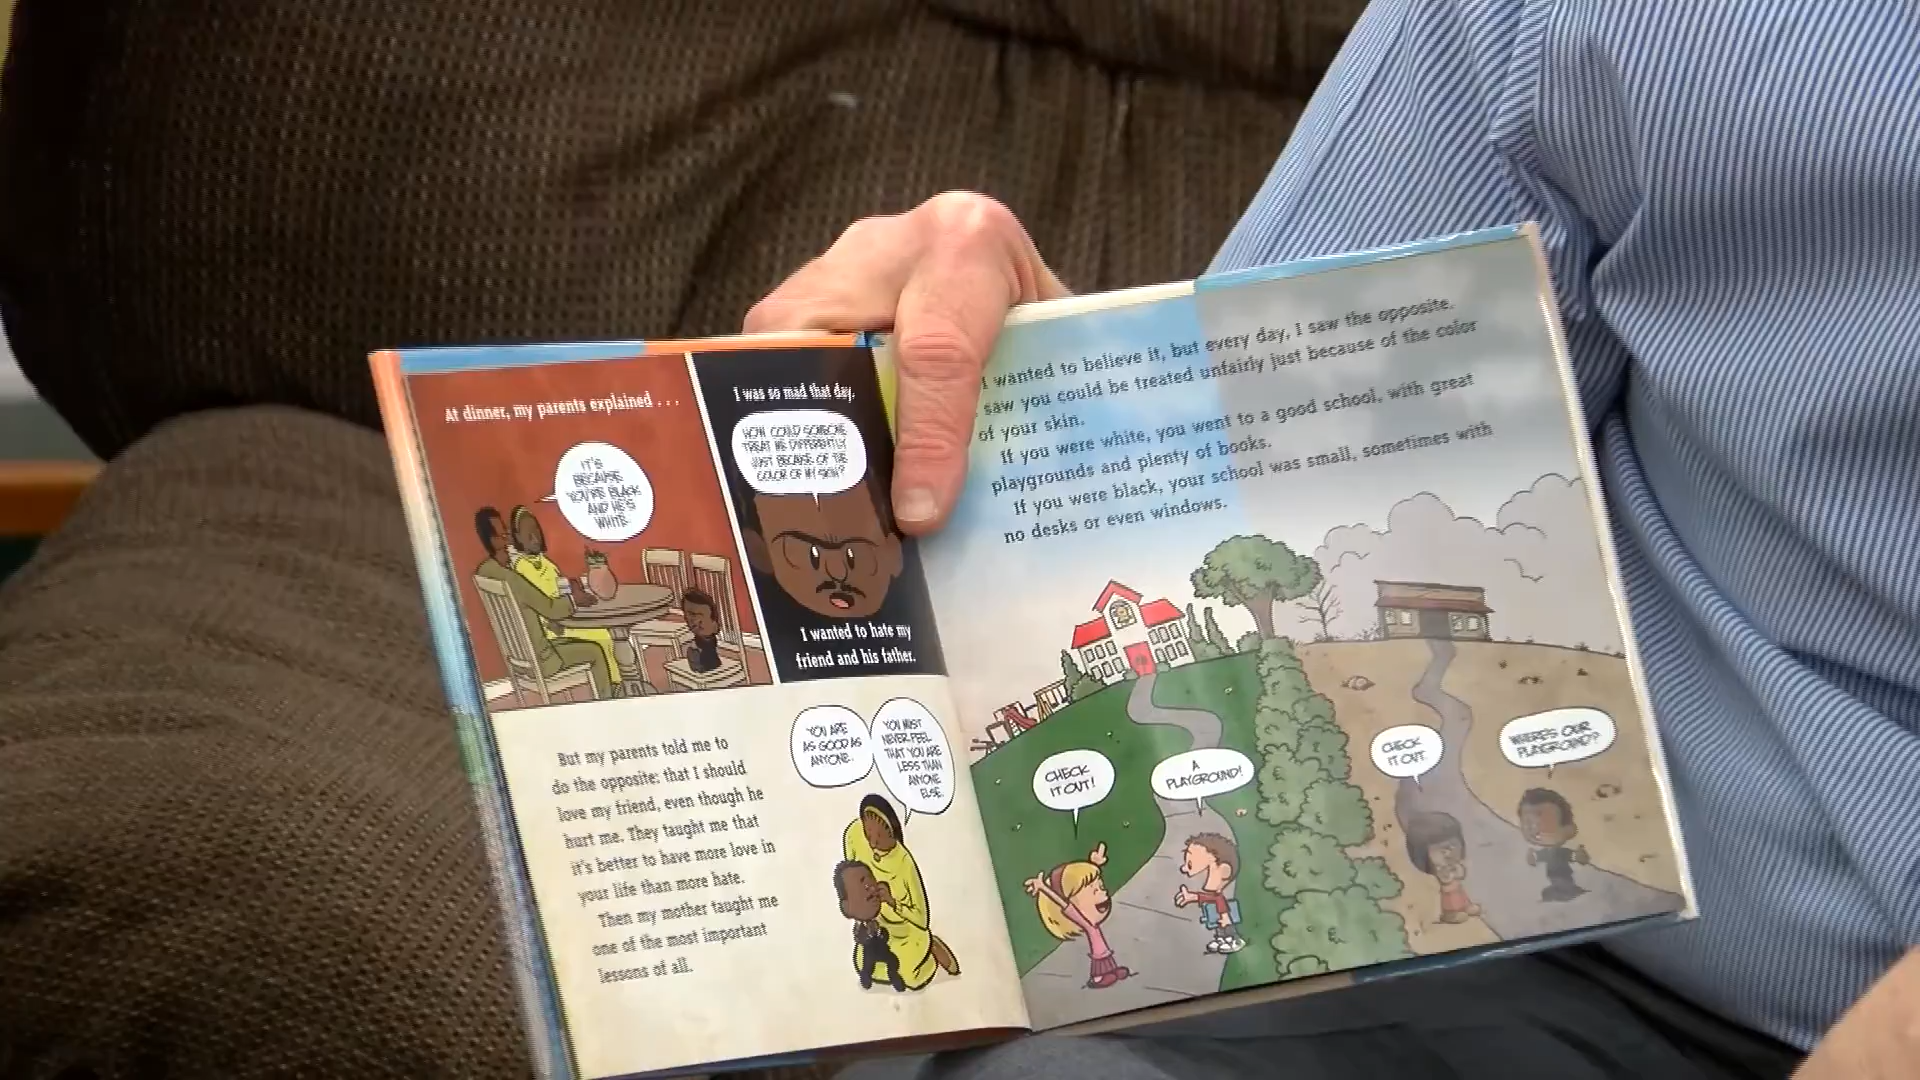 At dinner, my parents explained . . .
IT'S
BECAUSE
YOU'RE BLACK
AND HE'S
WHITE.
I was so mad that day.
HOW COULD SOMEONE
TREAT ME DIFFERENTLY
JUST BECAUSE OF THE
COLOR OF MY SKIN?
I wanted to hate my
friend and his father.
But my parents told me to
do the opposite: that I should
love my friend, even though he
hurt me. They taught me that
it's better to have more love in
your life than more hate.
Then my mother taught me
one of the most important
lessons of all.
YOU ARE
AS GOOD AS
ANYONE.
YOU MUST
NEVER FEEL
THAT YOU ARE
LESS THAN
ANYONE
ELSE.
I wanted to believe it, but every day, I saw the opposite.
saw you could be treated unfairly just because of the color
of your skin.
If you were white, you went to a good school, with great
playgrounds and plenty of books.
If you were black, your school was small, sometimes with
no desks or even windows.
CHECK
IT OUT!
A
PLAYGROUND!
CHECK
IT OUT.
WHERE'S OUR
PLAYGROUND?